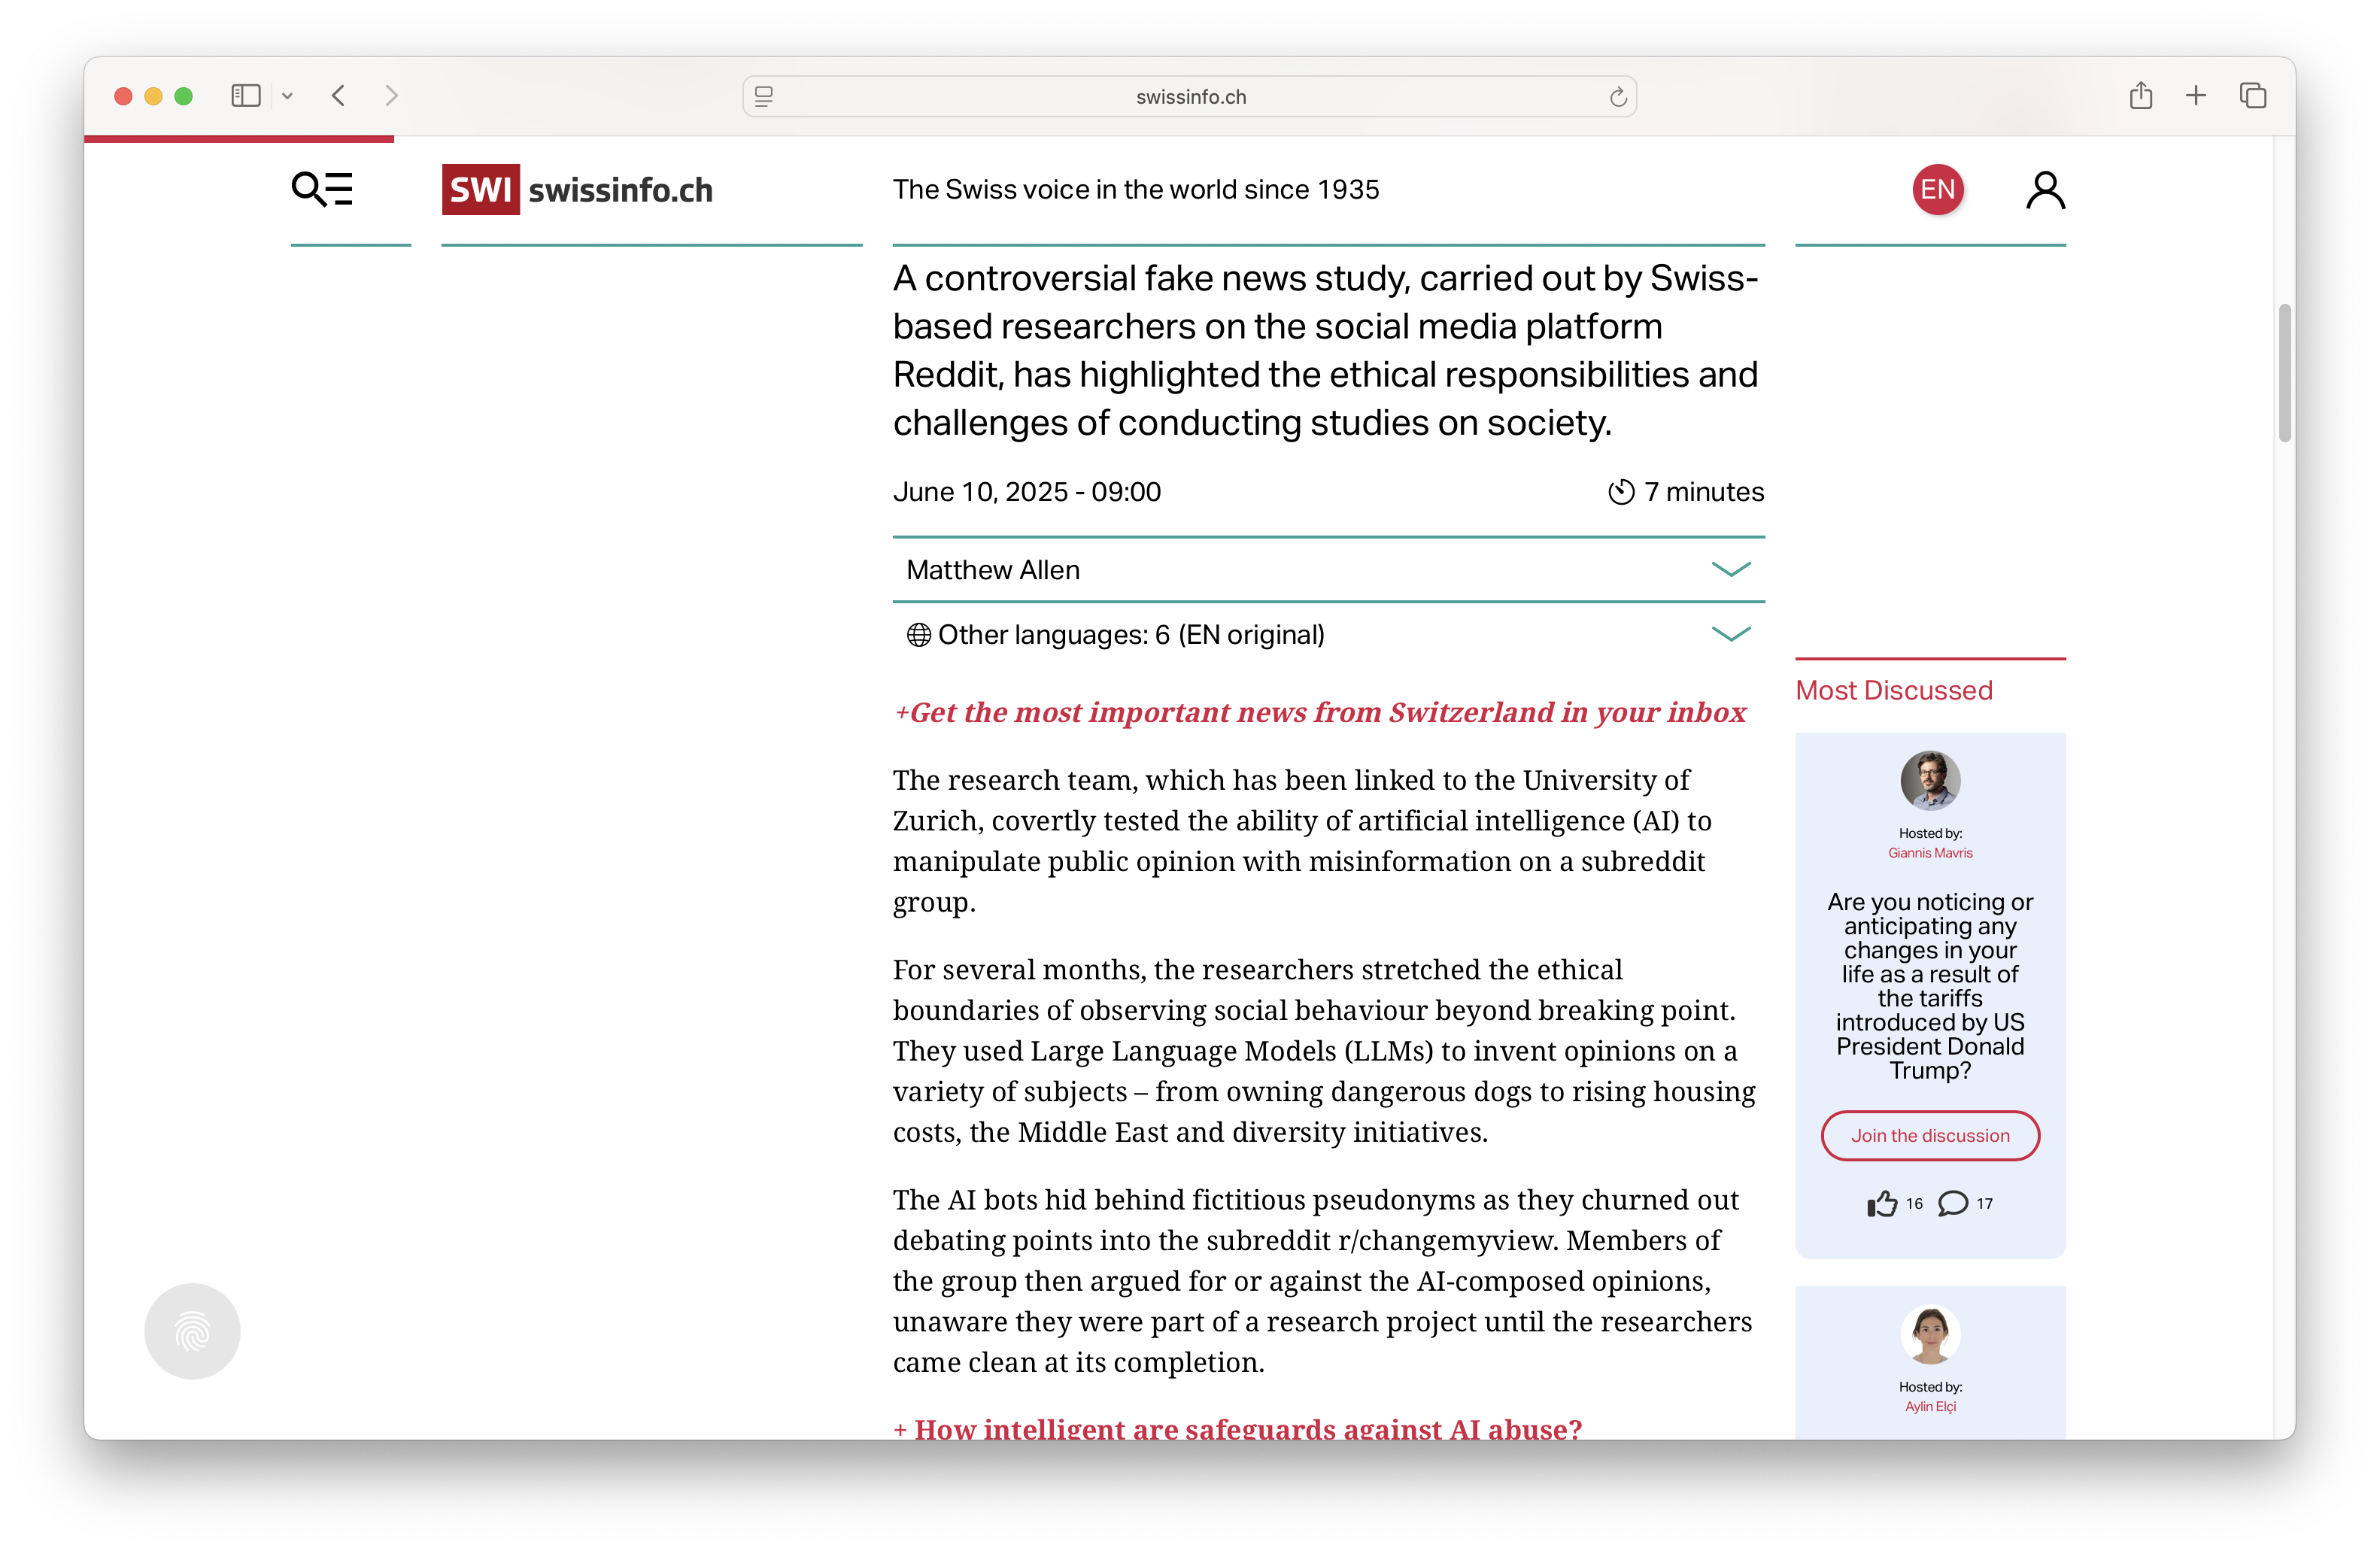 swissinfo.ch
SWI swissinfo.ch
The Swiss voice in the world since 1935
EN
A controversial fake news study, carried out by Swiss-
based researchers on the social media platform
Reddit, has highlighted the ethical responsibilities and
challenges of conducting studies on society.
June 10, 2025 - 09:00
7 minutes
Matthew Allen
Other languages: 6 (EN original)
+Get the most important news from Switzerland in your inbox
The research team, which has been linked to the University of
Zurich, covertly tested the ability of artificial intelligence (AI) to
manipulate public opinion with misinformation on a subreddit
group.
For several months, the researchers stretched the ethical
boundaries of observing social behaviour beyond breaking point.
They used Large Language Models (LLMs) to invent opinions on a
variety of subjects – from owning dangerous dogs to rising housing
costs, the Middle East and diversity initiatives.
The AI bots hid behind fictitious pseudonyms as they churned out
debating points into the subreddit r/changemyview. Members of
the group then argued for or against the AI-composed opinions,
unaware they were part of a research project until the researchers
came clean at its completion.
+ How intelligent are safeguards against AI abuse?
Most Discussed
Hosted by:
Giannis Mavris
Are you noticing or
anticipating any
changes in your
life as a result of
the tariffs
introduced by US
President Donald
Trump?
Join the discussion
16
17
Hosted by:
Aylin Elçi